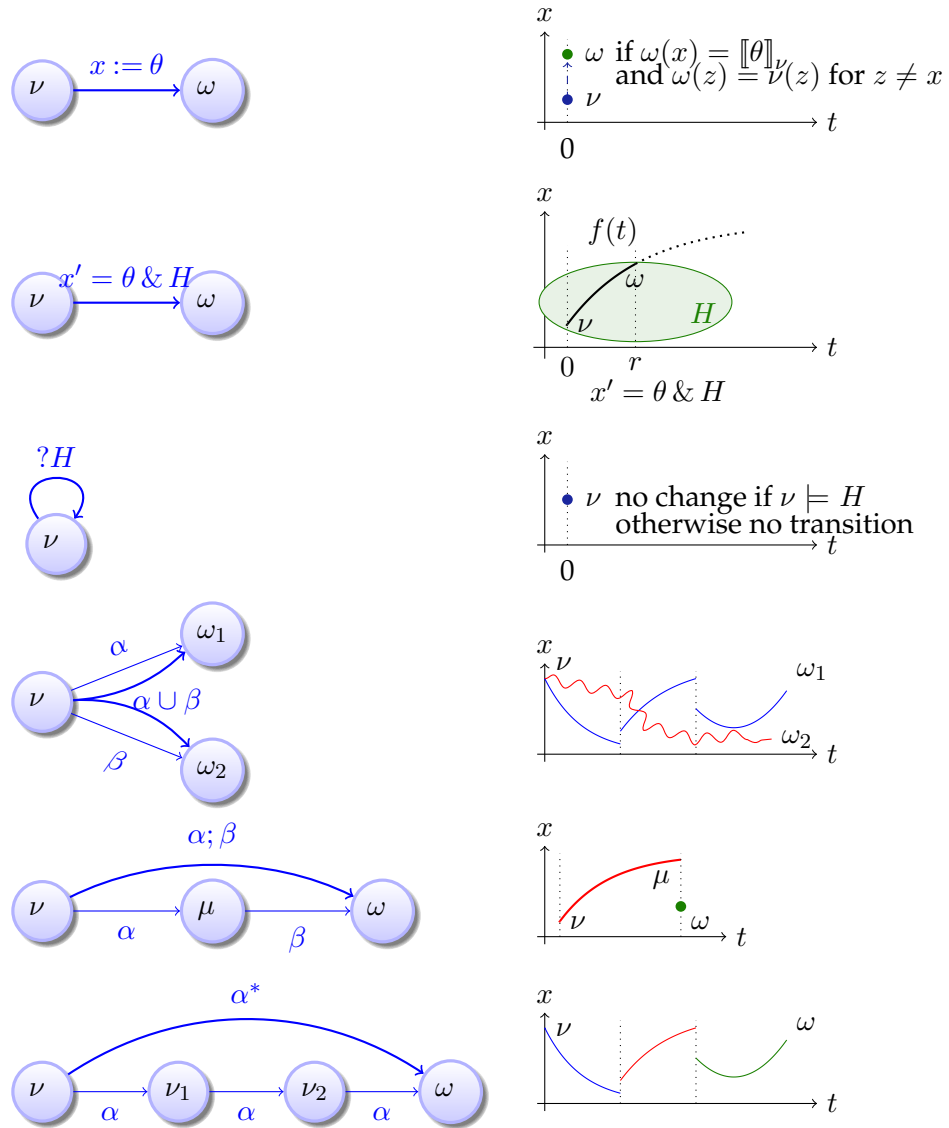 x := θ
ν
ω
x
ω if ω(x) = ⟦θ⟧ν
and ω(z) = ν(z) for z ≠ x
ν
t
0
x′ = θ & H
ν
ω
x
f(t)
ω
ν
H
t
0
r
x′ = θ & H
?H
ν
x
ν no change if ν ⊨ H
otherwise no transition
t
0
ω1
α
ν
α ∪ β
β
ω2
x
ν
ω1
ω2
t
α; β
ν
μ
ω
α
β
x
μ
ν
ω
t
α*
ν
ν1
ν2
ω
α
α
α
x
ν
ω
t